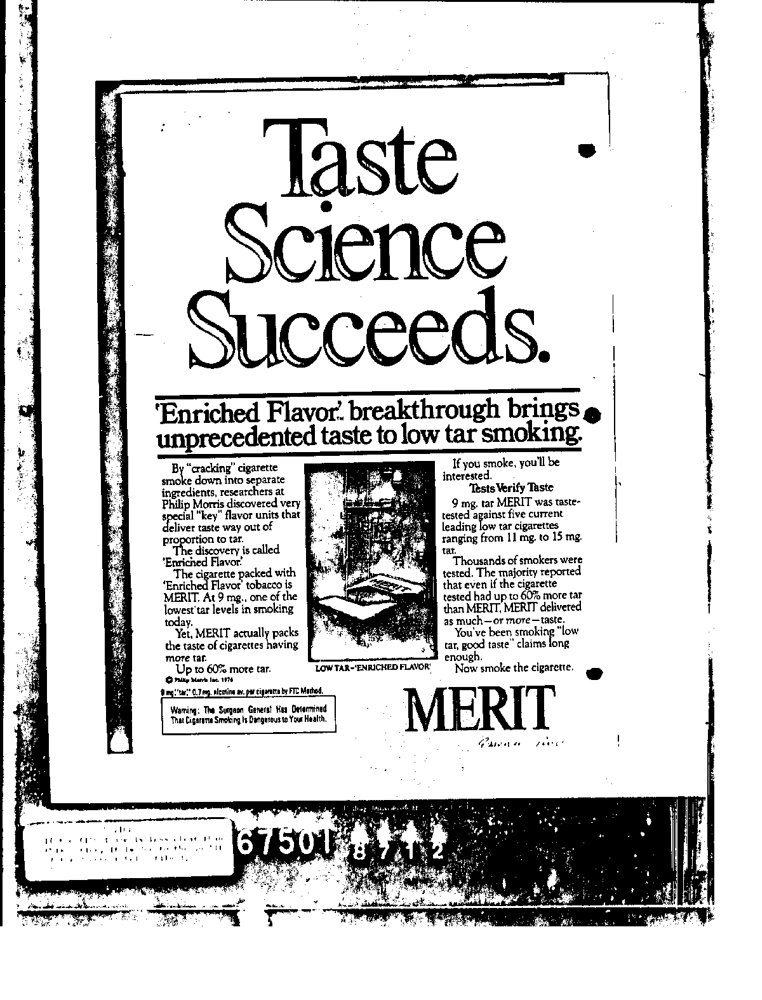 Taste
Science
Succeeds.
'Enriched Flavor.' breakthrough brings
unprecedented taste to low tar smoking.
By "cracking" cigarette
smoke down into separate
ingredients, researchers at
Philip Morris discovered very
special "key" flavor units that
deliver taste way out of
proportion to tar.
The discovery is called
'Enriched Flavor.'
The cigarette packed with
'Enriched Flavor' tobacco is
MERIT. At 9 mg., one of the
lowest tar levels in smoking
today.
Yet, MERIT actually packs
the taste of cigarettes having
more tar.
Up to 60% more tar.
© Philip Morris Inc. 1976
9 mg. "tar," 0.7 mg. nicotine av. per cigarette by FTC Method.
Warning: The Surgeon General Has Determined
That Cigarette Smoking Is Dangerous to Your Health.
MERIT
LOW TAR-'ENRICHED FLAVOR'
If you smoke, you'll be
interested.
Tests Verify Taste
9 mg. tar MERIT was taste-
tested against five current
leading low tar cigarettes
ranging from 11 mg. to 15 mg.
tar.
Thousands of smokers were
tested. The majority reported
that even if the cigarette
tested had up to 60% more tar
than MERIT, MERIT delivered
as much—or more—taste.
You've been smoking "low
tar, good taste" claims long
enough.
Now smoke the cigarette.
MERIT
67501 8712